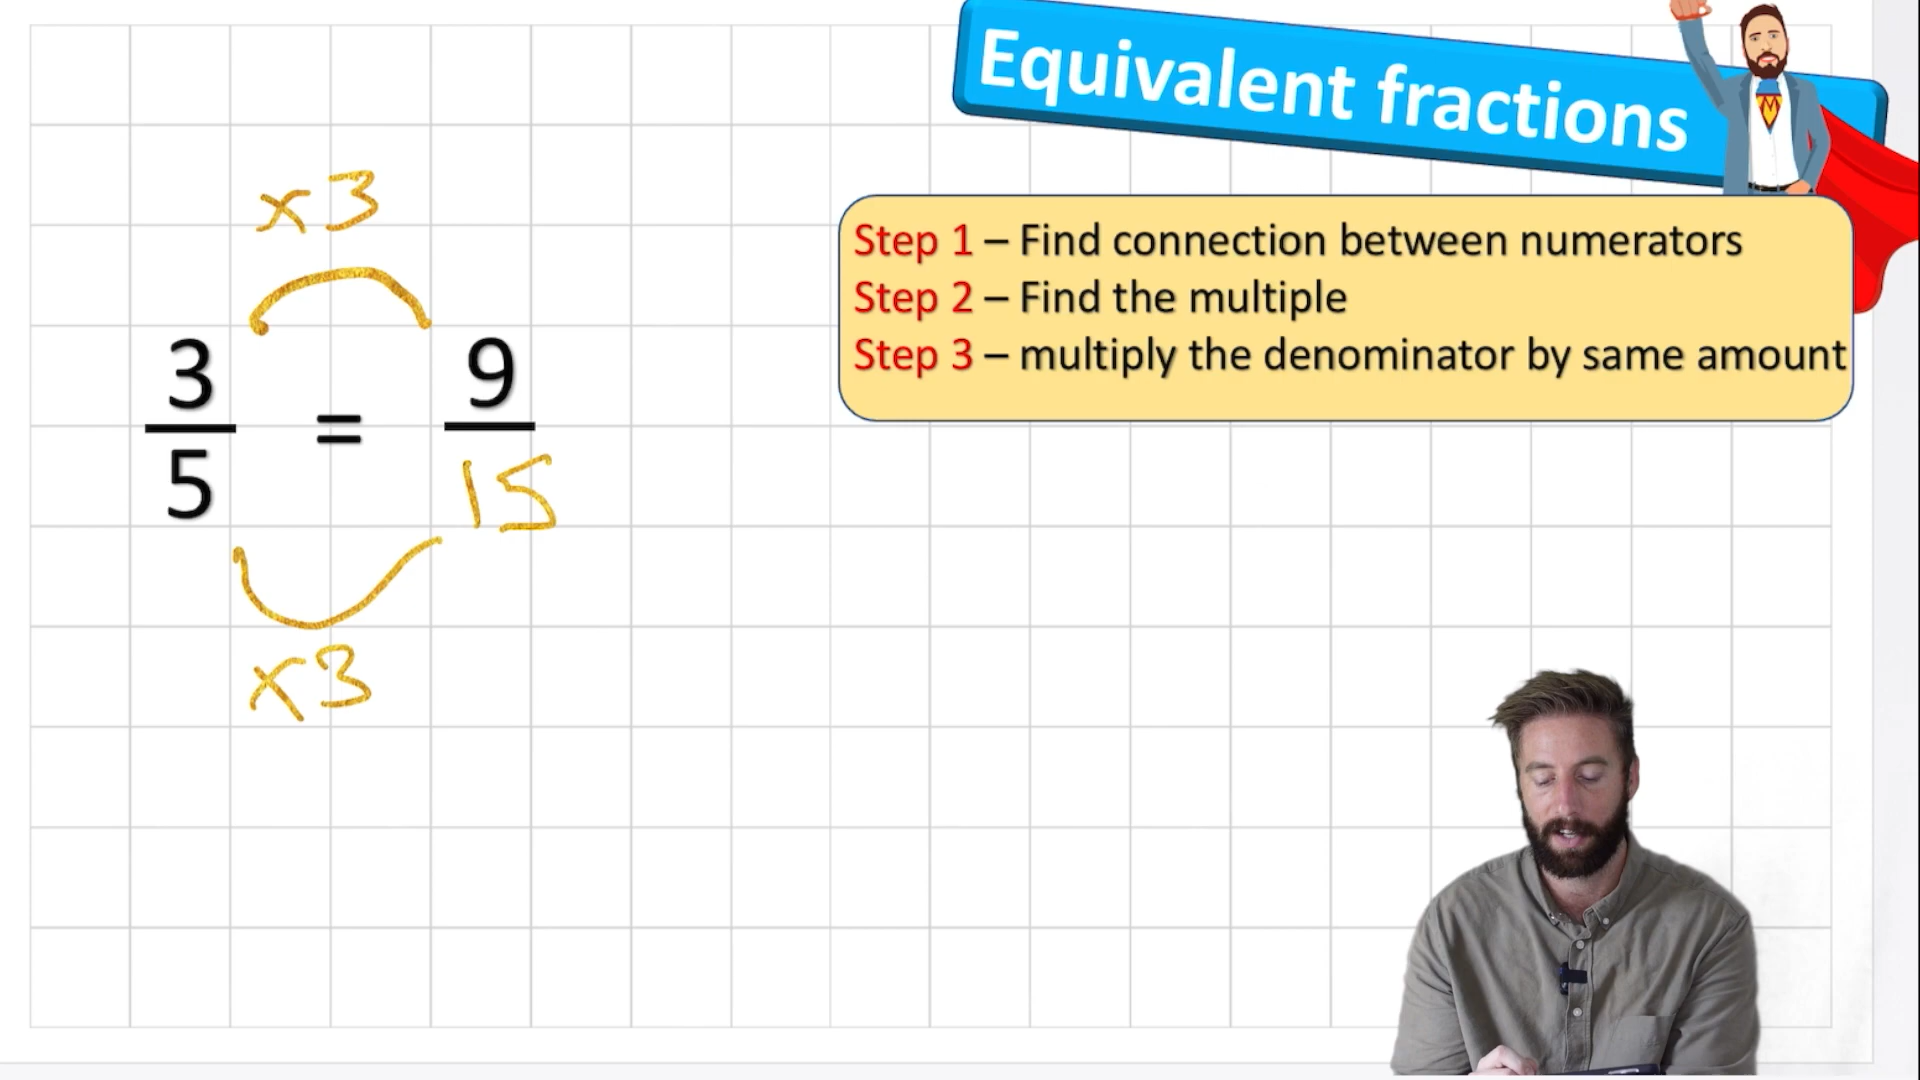 Equivalent fractions
Step 1 – Find connection between numerators
Step 2 – Find the multiple
Step 3 – multiply the denominator by same amount
x3
3/5 = 9/15
x3
M